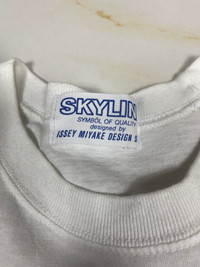 SKYLIN
SYMBOL OF QUALITY
designed by
ISSEY MIYAKE DESIGN S